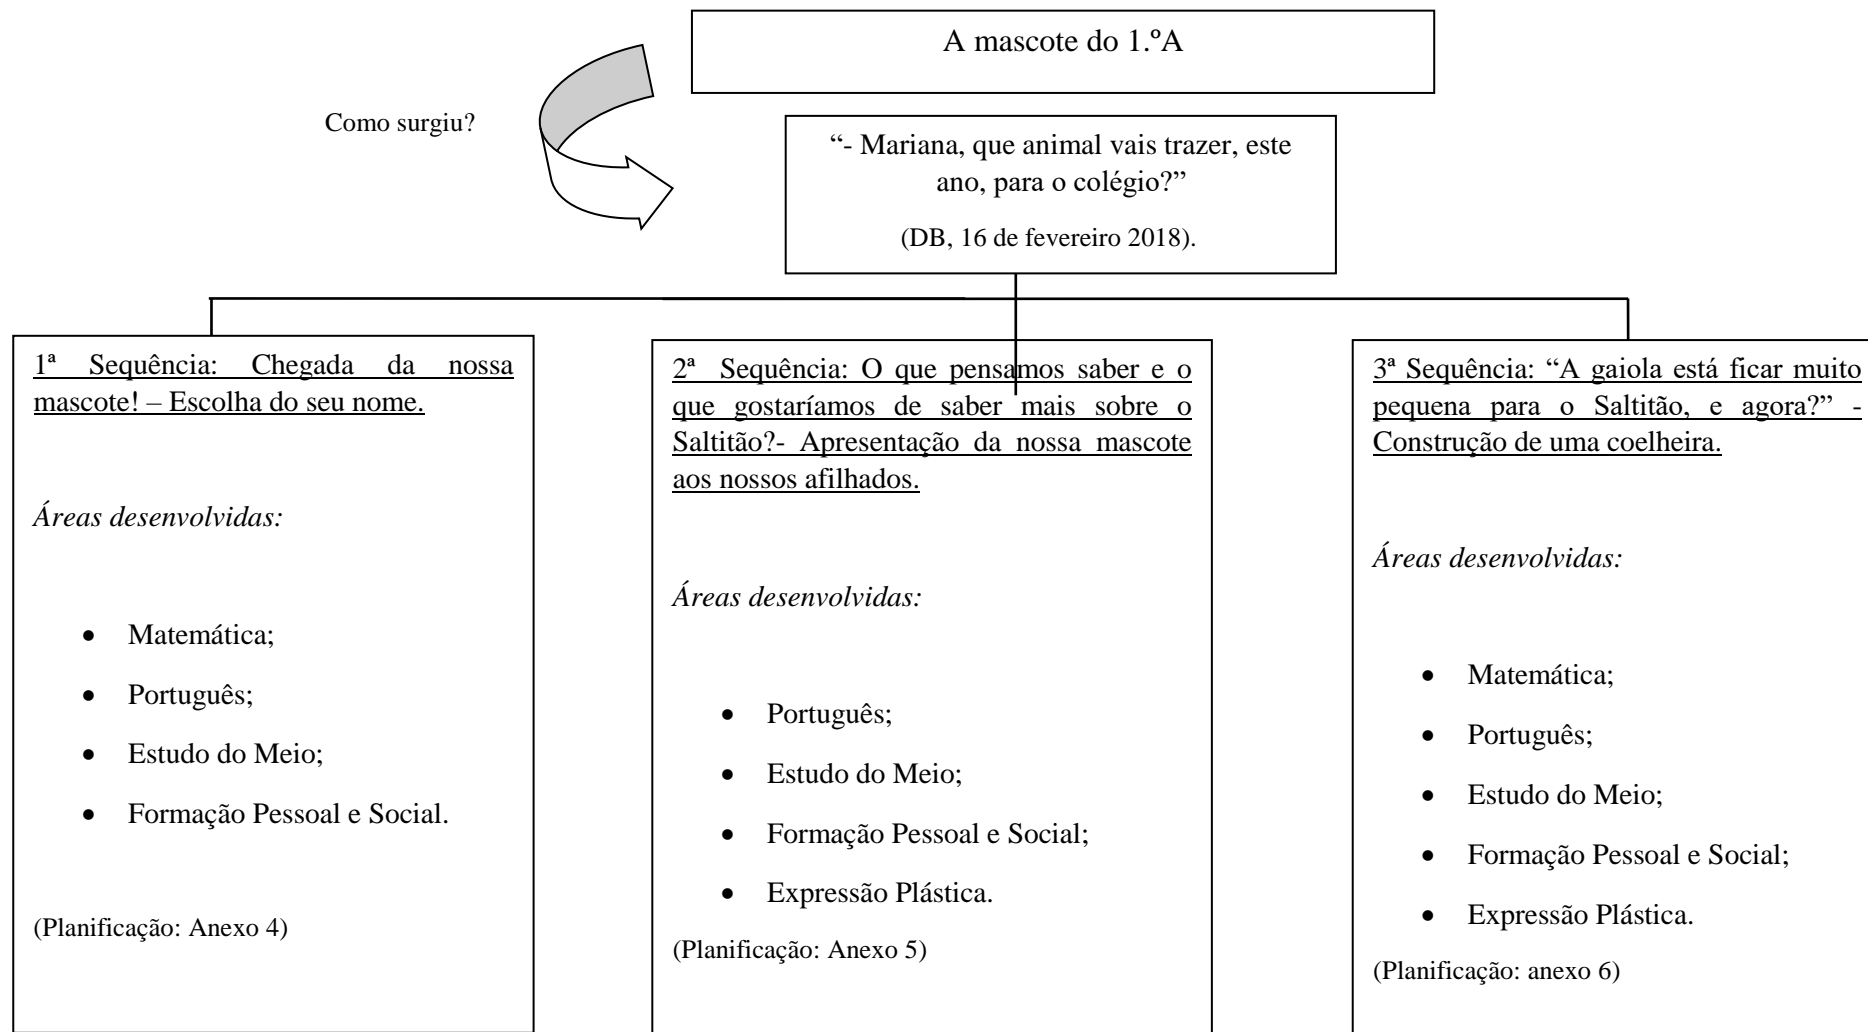 A mascote do 1.ºA
Como surgiu?
“- Mariana, que animal vais trazer, este
ano, para o colégio?”
(DB, 16 de fevereiro 2018).
1ª Sequência: Chegada da nossa
mascote! – Escolha do seu nome.
Áreas desenvolvidas:
• Matemática;
• Português;
• Estudo do Meio;
• Formação Pessoal e Social.
(Planificação: Anexo 4)
2ª Sequência: O que pensamos saber e o
que gostaríamos de saber mais sobre o
Saltitão?- Apresentação da nossa mascote
aos nossos afilhados.
Áreas desenvolvidas:
• Português;
• Estudo do Meio;
• Formação Pessoal e Social;
• Expressão Plástica.
(Planificação: Anexo 5)
3ª Sequência: “A gaiola está ficar muito
pequena para o Saltitão, e agora?” -
Construção de uma coelheira.
Áreas desenvolvidas:
• Matemática;
• Português;
• Estudo do Meio;
• Formação Pessoal e Social;
• Expressão Plástica.
(Planificação: anexo 6)